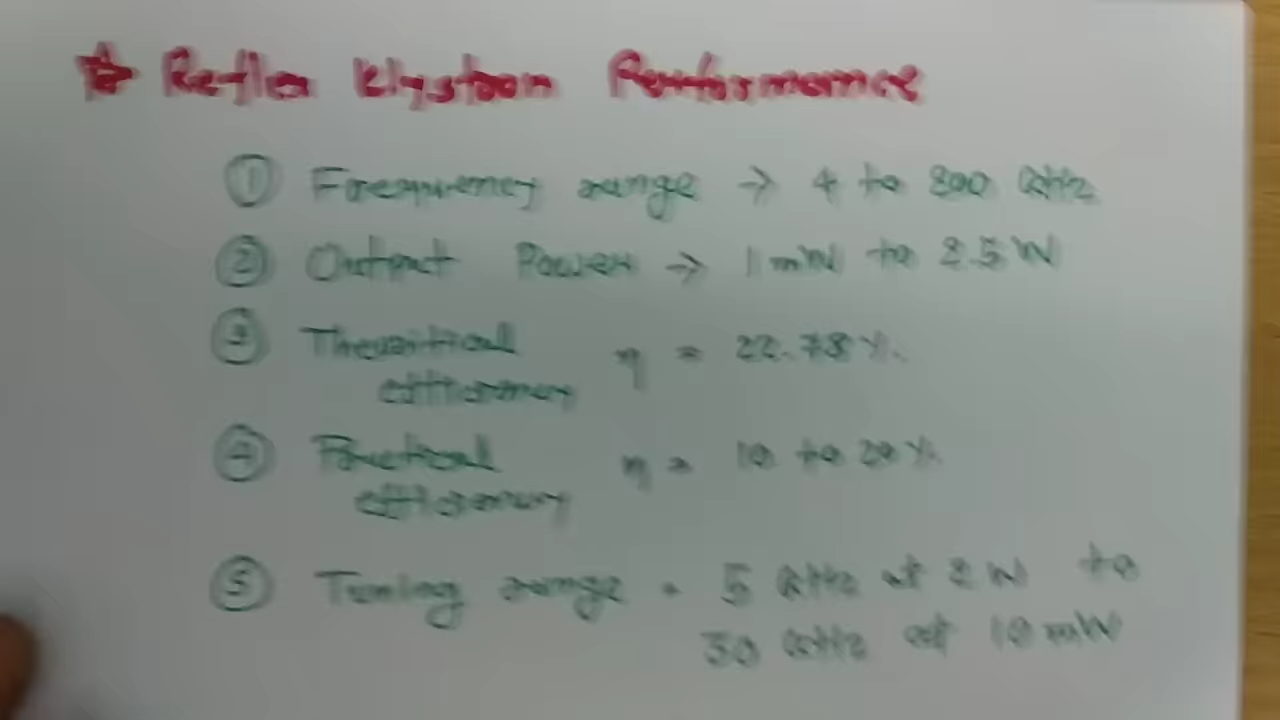 ☆ Reflex Klystron Performance
① Frequency range → 4 to 200 GHz
② Output Power → 1 mW to 2.5 W
③ Theoritical efficiency η = 22.78 %.
④ Practical efficiency η = 10 to 20 %.
⑤ Tuning range = 5 GHz at 2 W to
30 GHz at 10 mW